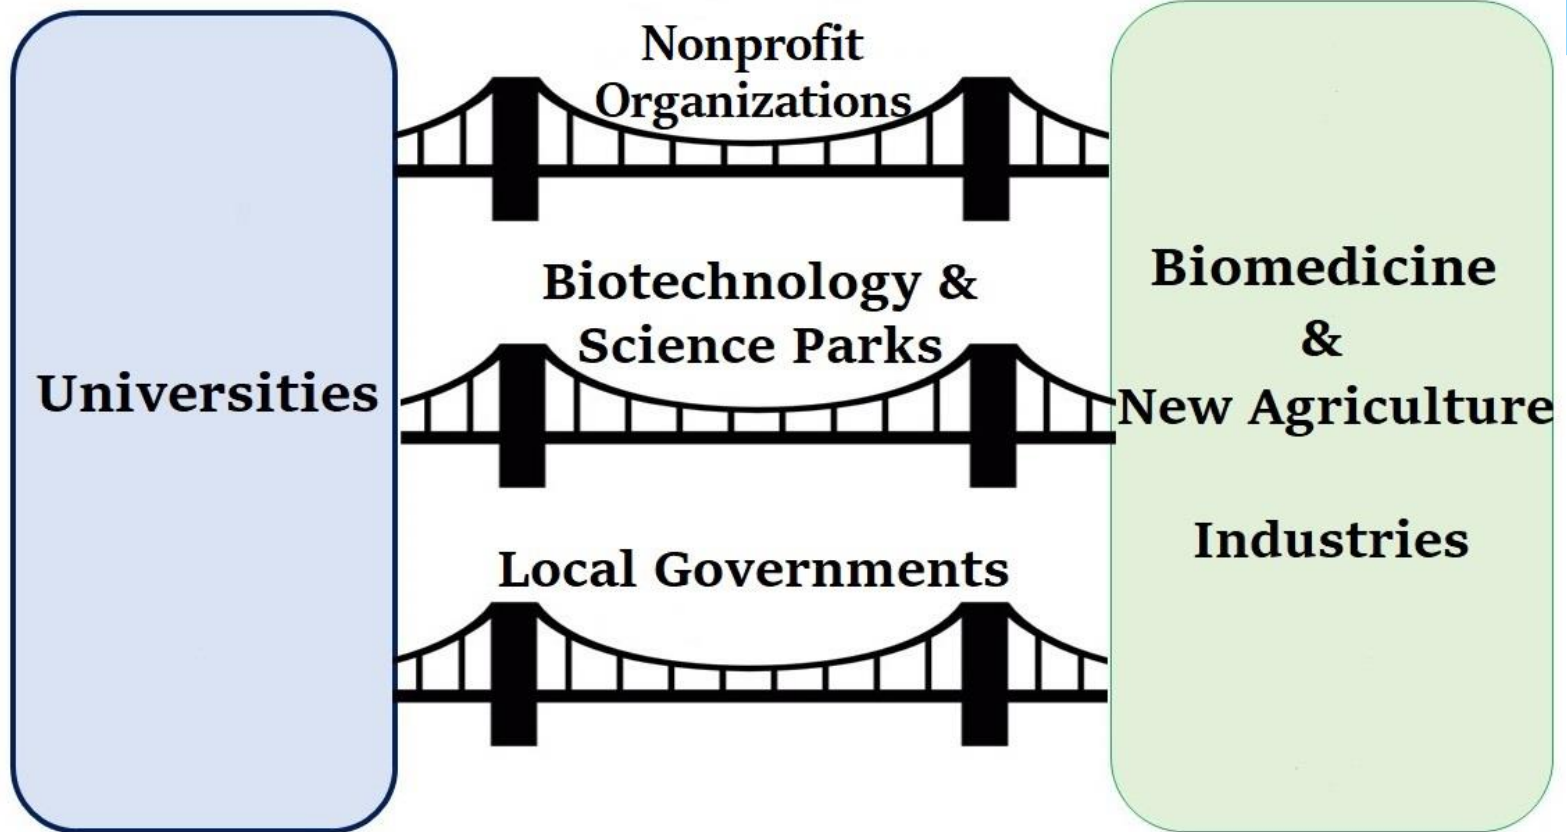 Nonprofit
Organizations
Biotechnology &
Science Parks
Local Governments
Universities
Biomedicine
&
New Agriculture
Industries